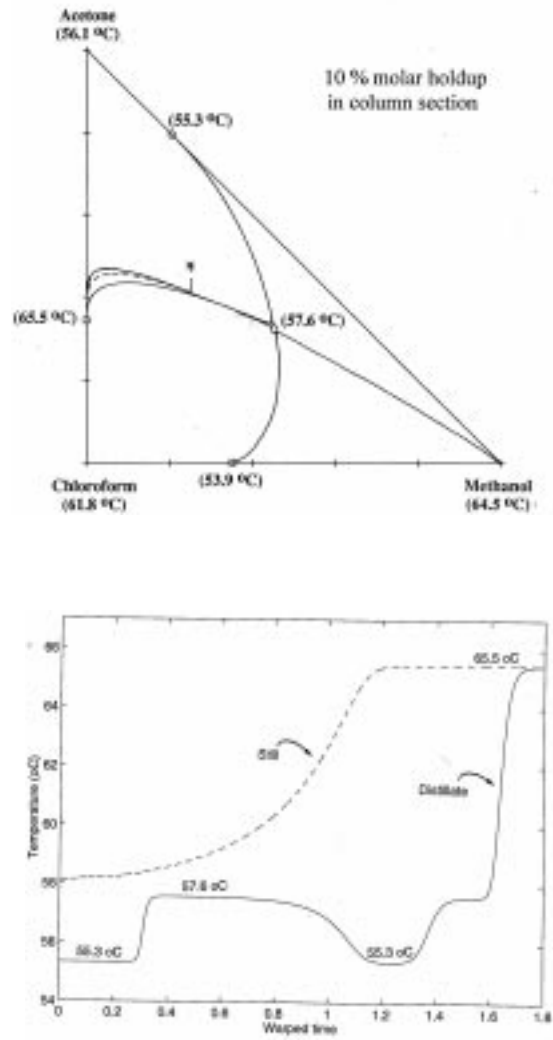 Acetone
(56.1 ºC)
10 % molar holdup
in column section
(55.3 ºC)
(65.5 ºC)
(57.6 ºC)
(53.9 ºC)
Chloroform
(61.8 ºC)
Methanol
(64.5 ºC)
66
65.5 oC
64
Still
62
Distillate
Temperature (oC)
60
58
57.6 oC
56
55.3 oC
55.3 oC
54
0
0.2
0.4
0.6
0.8
1
1.2
1.4
1.6
1.8
Warped time